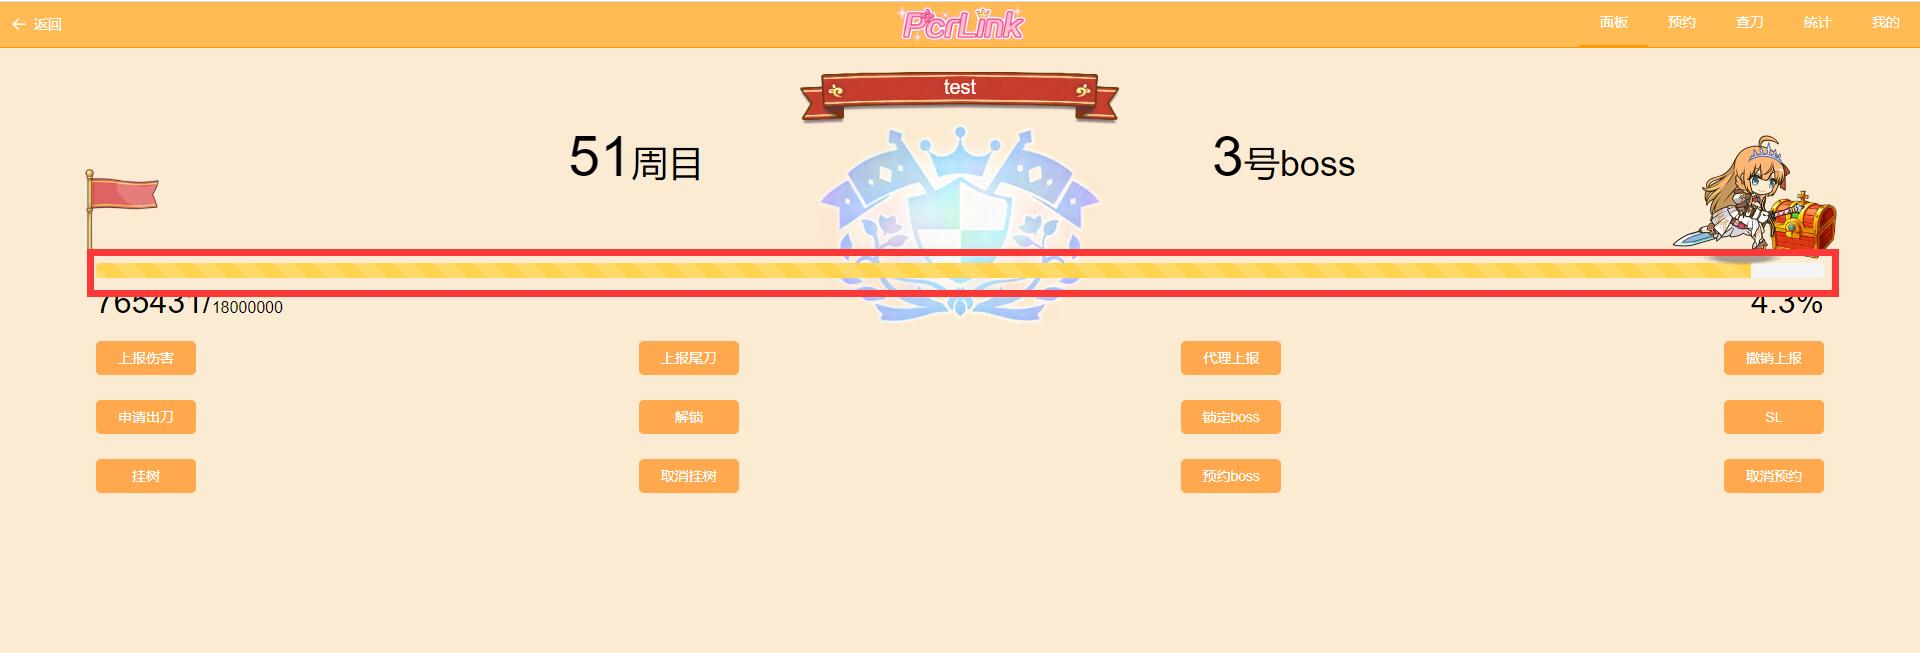 返回
PcrLink
面板 预约 查刀 统计 我的
test
51周目 3号boss
765431/18000000 4.3%
上报伤害 上报尾刀 代理上报 撤销上报
申请出刀 解锁 锁定boss SL
挂树 取消挂树 预约boss 取消预约